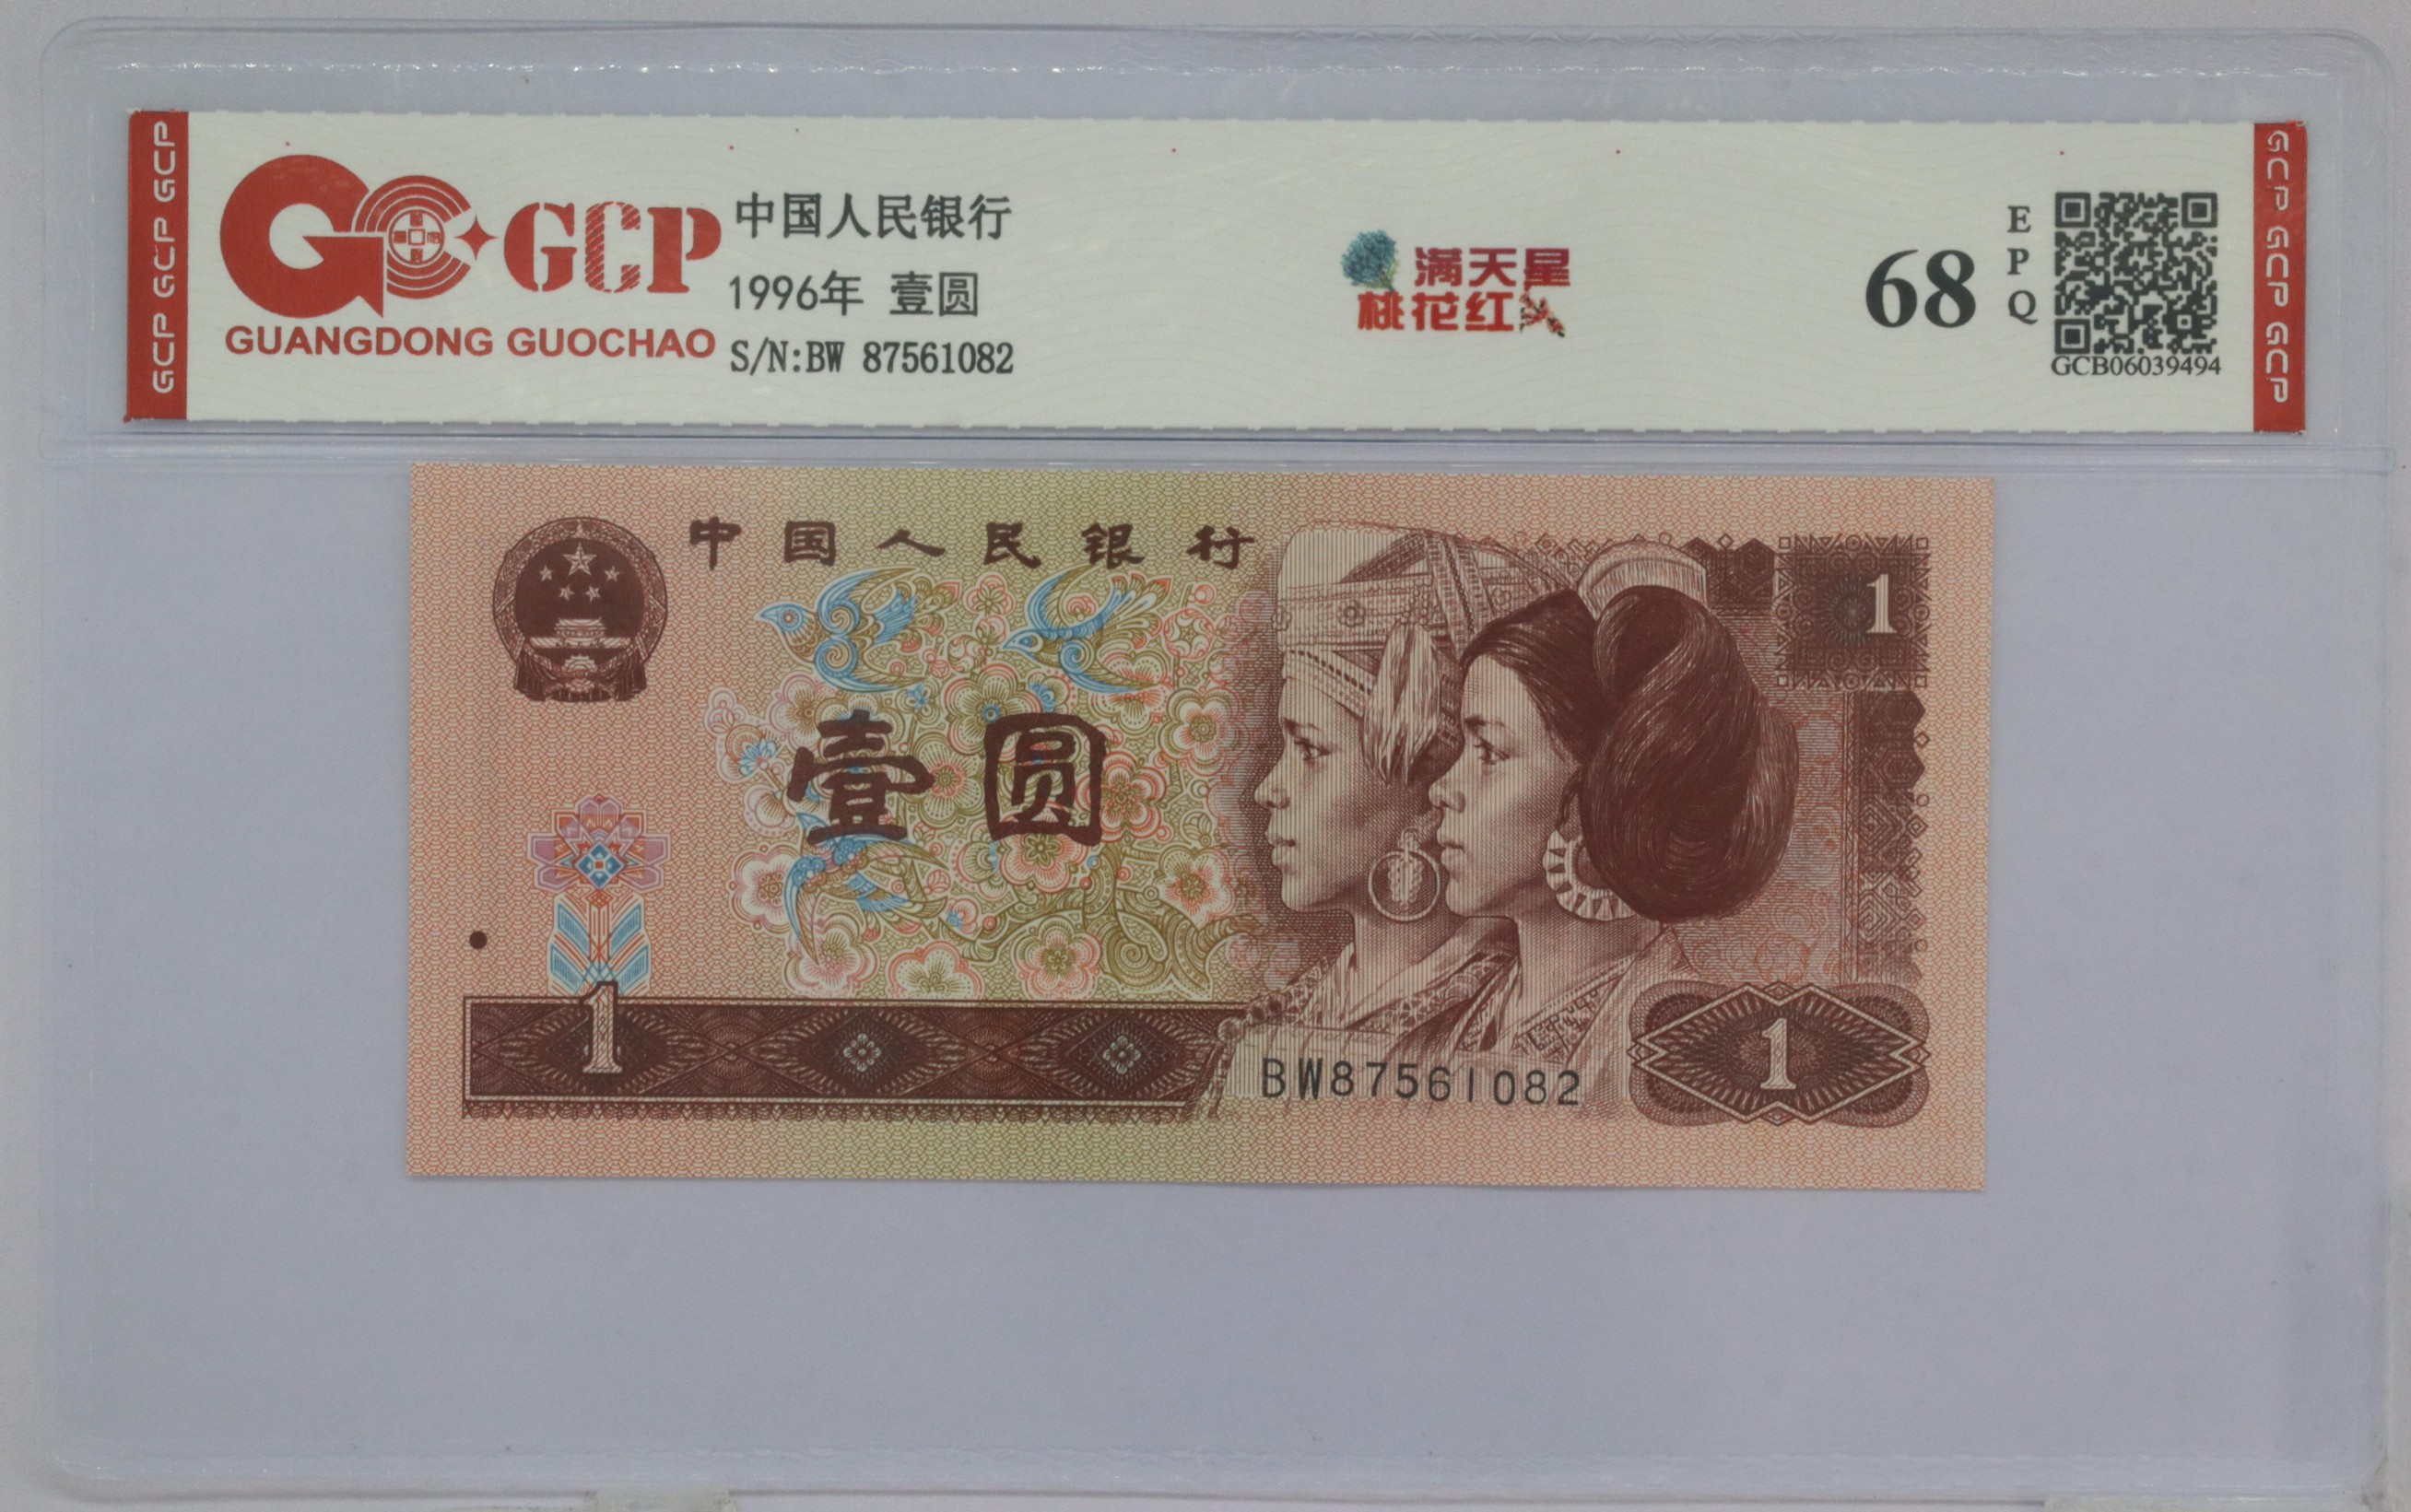 GCP GCP GCP
GCP
GUANGDONG GUOCHAO
中国人民银行
1996年 壹圆
S/N:BW 87561082
满天星
桃花红
68
EPQ
GCB06039494
GCP GCP GCP
中国人民银行
1
壹圆
1
BW87561082
1